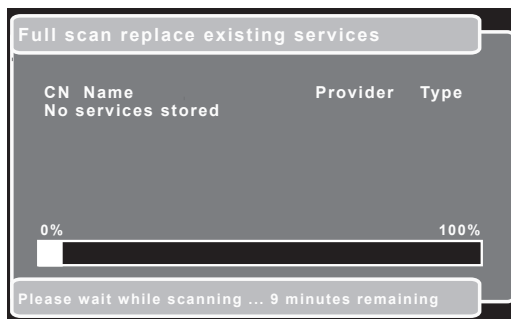 Full scan replace existing services
CN Name Provider Type
No services stored
0% 100%
Please wait while scanning ... 9 minutes remaining